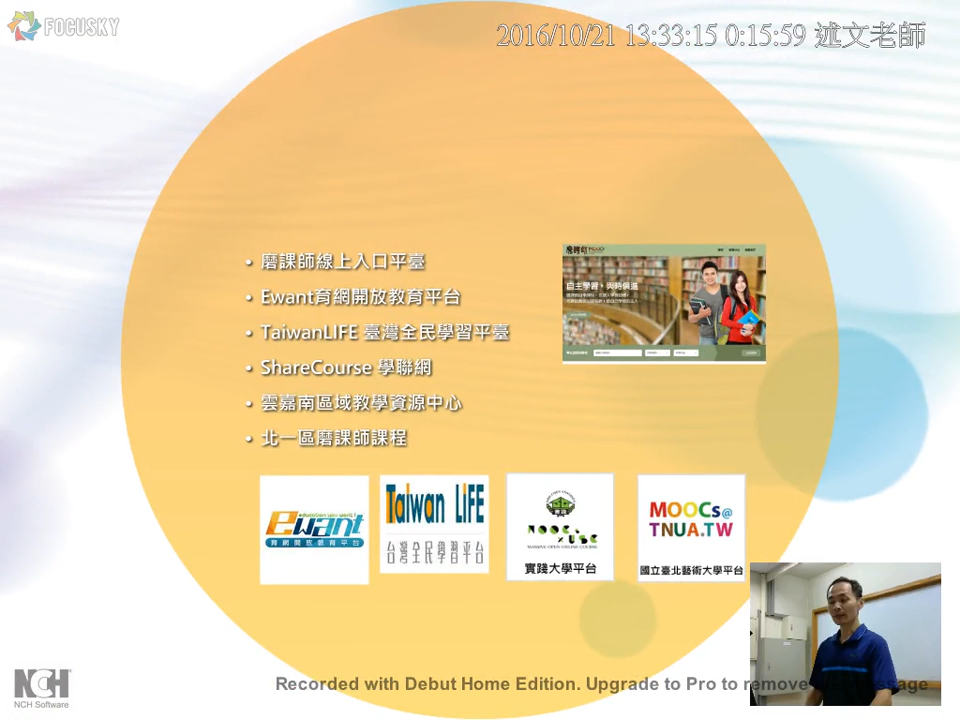 FOCUSKY
2016/10/21 13:33:15 0:15:59 述文老師
• 磨課師線上入口平臺
• Ewant育網開放教育平台
• TaiwanLIFE 臺灣全民學習平臺
• ShareCourse 學聯網
• 雲嘉南區域教學資源中心
• 北一區磨課師課程
自主學習，與時俱進
ewant
育網開放教育平台
Taiwan LiFE
台灣全民學習平台
MOOCs x USC
MASSIVE OPEN ONLINE COURSE
實踐大學平台
MOOCs@
TNUA.TW
國立臺北藝術大學平台
NCH
NCH Software
Recorded with Debut Home Edition. Upgrade to Pro to remove